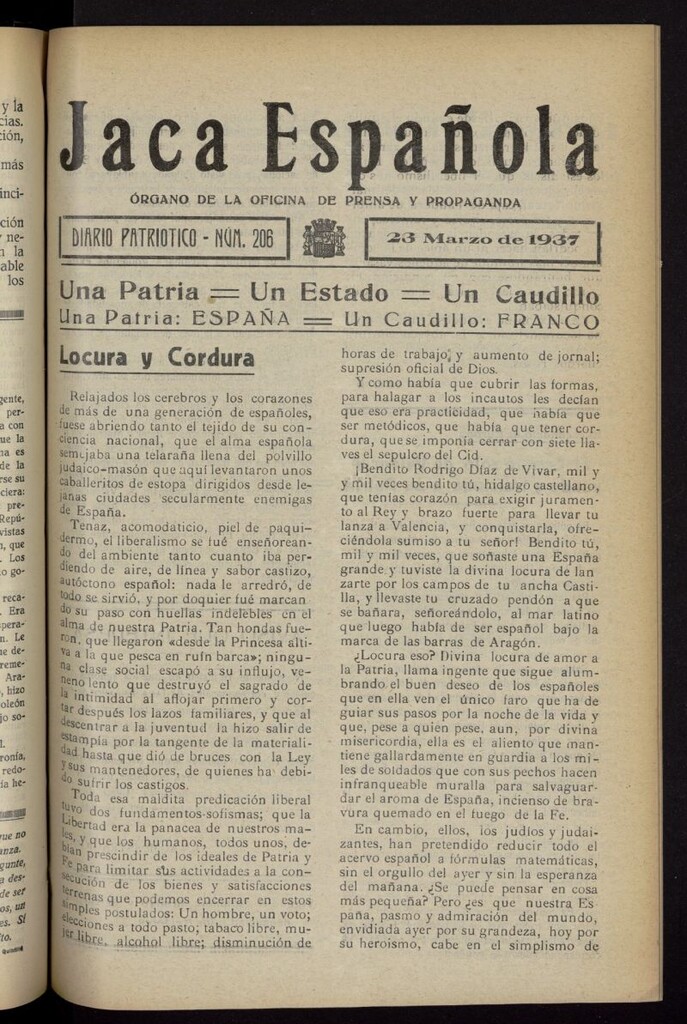 Jaca Española
ÓRGANO DE LA OFICINA DE PRENSA Y PROPAGANDA
DIARIO PATRIOTICO - NÚM. 206
23 Marzo de 1937
Una Patria = Un Estado = Un Caudillo
Una Patria: ESPAÑA = Un Caudillo: FRANCO
Locura y Cordura
Relajados los cerebros y los corazones
de más de una generación de españoles,
fuese abriendo tanto el tejido de su con-
ciencia nacional, que el alma española
semejaba una telaraña llena del polvillo
judaico-masón que aquí levantaron unos
caballeritos de estopa dirigidos desde le-
janas ciudades secularmente enemigas
de España.
Tenaz, acomodaticio, piel de paqui-
dermo, el liberalismo se fué enseñorean-
do del ambiente tanto cuanto iba per-
diendo de aire, de línea y sabor castizo,
autóctono español: nada le arredró, de
todo se sirvió, y por doquier fué marcan
do su paso con huellas indelebles en el
alma de nuestra Patria. Tan hondas fue-
ron, que llegaron «desde la Princesa alti-
va a la que pesca en ruín barca»; ningu-
na clase social escapó a su influjo, ve-
neno lento que destruyó el sagrado de
la intimidad al aflojar primero y cor-
tar después los lazos familiares, y que al
descentrar a la juventud la hizo salir de
estampía por la tangente de la materiali-
dad hasta que dió de bruces con la Ley
y sus mantenedores, de quienes ha debi-
do sufrir los castigos.
Toda esa maldita predicación liberal
tuvo dos fundamentos-sofismas; que la
Libertad era la panacea de nuestros ma-
les, y que los humanos, todos unos, de-
bían prescindir de los ideales de Patria y
Fe para limitar sus actividades a la con-
secución de los bienes y satisfacciones
terrenas que podemos encerrar en estos
simples postulados: Un hombre, un voto;
elecciones a todo pasto; tabaco libre, mu-
jer libre, alcohol libre; disminución de
horas de trabajo y aumento de jornal;
supresión oficial de Dios.
Y como había que cubrir las formas,
para halagar a los incautos les decían
que eso era practicidad, que había que
ser metódicos, que había que tener cor-
dura, que se imponía cerrar con siete lla-
ves el sepulcro del Cid.
¡Bendito Rodrigo Díaz de Vivar, mil y
y mil veces bendito tú, hidalgo castellano,
que tenías corazón para exigir juramen-
to al Rey y brazo fuerte para llevar tu
lanza a Valencia, y conquistarla, ofre-
ciéndola sumiso a tu señor! Bendito tú,
mil y mil veces, que soñaste una España
grande y tuviste la divina locura de lan
zarte por los campos de tu ancha Casti-
lla, y llevaste tu cruzado pendón a que
se bañara, señoreándolo, al mar latino
que luego había de ser español bajo la
marca de las barras de Aragón.
¿Locura eso? Divina locura de amor a
la Patria, llama ingente que sigue alum-
brando el buen deseo de los españoles
que en ella ven el único faro que ha de
guiar sus pasos por la noche de la vida y
que, pese a quien pese, aun, por divina
misericordia, ella es el aliento que man-
tiene gallardamente en guardia a los mi-
les de soldados que con sus pechos hacen
infranqueable muralla para salvaguar-
dar el aroma de España, incienso de bra-
vura quemado en el fuego de la Fe.
En cambio, ellos, los judíos y judai-
zantes, han pretendido reducir todo el
acervo español a fórmulas matemáticas,
sin el orgullo del ayer y sin la esperanza
del mañana. ¿Se puede pensar en cosa
más pequeña? Pero ¿es que nuestra Es
paña, pasmo y admiración del mundo,
envidiada ayer por su grandeza, hoy por
su heroismo, cabe en el simplismo de